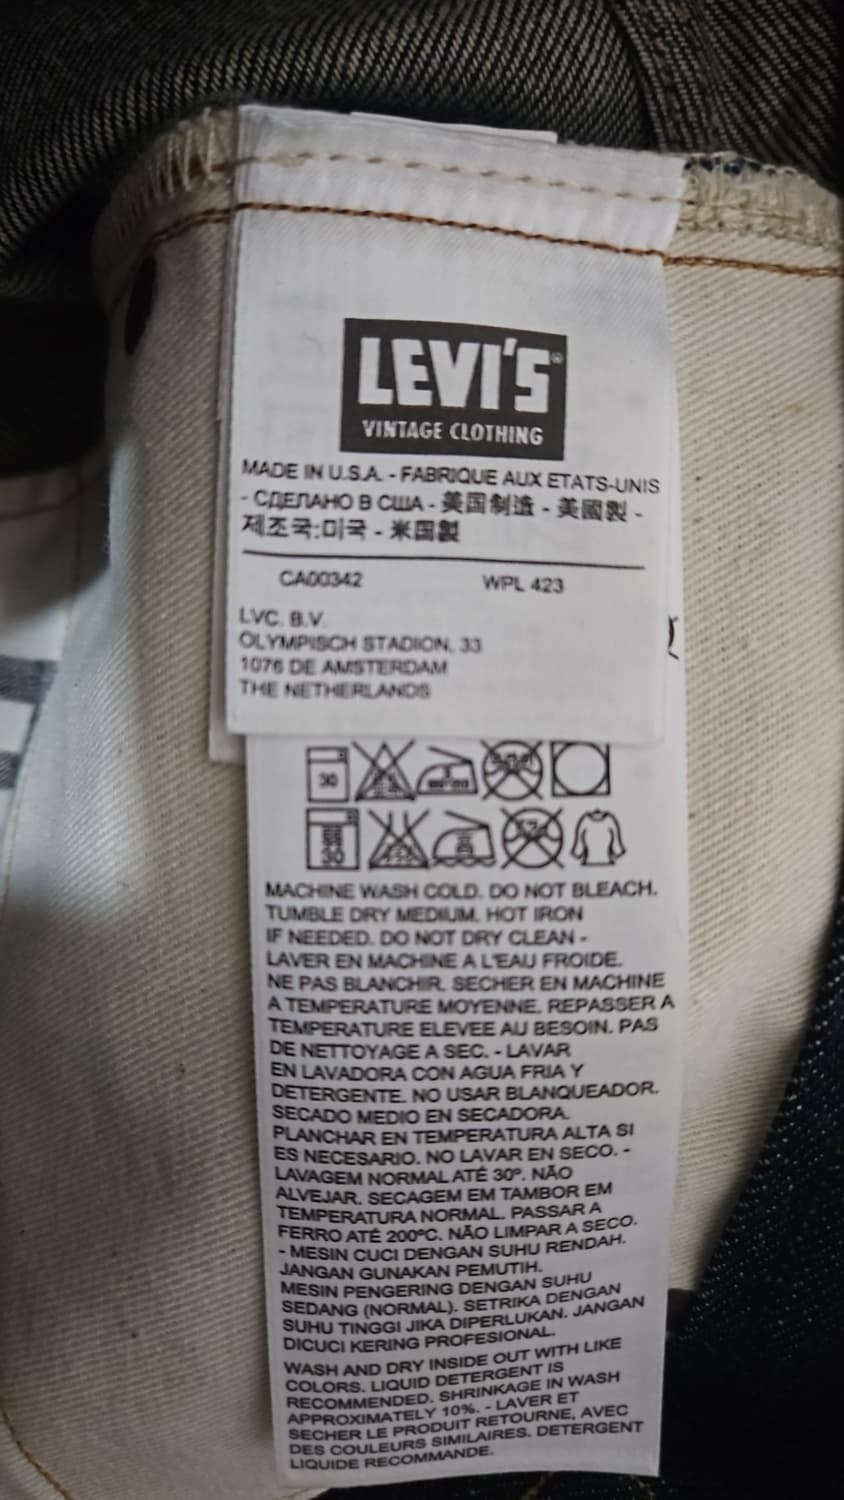 LEVI'S®
VINTAGE CLOTHING
MADE IN U.S.A. - FABRIQUE AUX ETATS-UNIS
- СДЕЛАНО В США - 美国制造 - 美國製 -
제조국:미국 - 米国製
CA00342 WPL 423
LVC. B.V.
OLYMPISCH STADION, 33
1076 DE AMSTERDAM
THE NETHERLANDS
30
30
MACHINE WASH COLD. DO NOT BLEACH.
TUMBLE DRY MEDIUM. HOT IRON
IF NEEDED. DO NOT DRY CLEAN -
LAVER EN MACHINE A L'EAU FROIDE.
NE PAS BLANCHIR. SECHER EN MACHINE
A TEMPERATURE MOYENNE. REPASSER A
TEMPERATURE ELEVEE AU BESOIN. PAS
DE NETTOYAGE A SEC. - LAVAR
EN LAVADORA CON AGUA FRIA Y
DETERGENTE. NO USAR BLANQUEADOR.
SECADO MEDIO EN SECADORA.
PLANCHAR EN TEMPERATURA ALTA SI
ES NECESARIO. NO LAVAR EN SECO. -
LAVAGEM NORMAL ATÉ 30º. NÃO
ALVEJAR. SECAGEM EM TAMBOR EM
TEMPERATURA NORMAL. PASSAR A
FERRO ATÉ 200ºC. NÃO LIMPAR A SECO.
- MESIN CUCI DENGAN SUHU RENDAH.
JANGAN GUNAKAN PEMUTIH.
MESIN PENGERING DENGAN SUHU
SEDANG (NORMAL). SETRIKA DENGAN
SUHU TINGGI JIKA DIPERLUKAN. JANGAN
DICUCI KERING PROFESIONAL.
WASH AND DRY INSIDE OUT WITH LIKE
COLORS. LIQUID DETERGENT IS
RECOMMENDED. SHRINKAGE IN WASH
APPROXIMATELY 10%. - LAVER ET
SECHER LE PRODUIT RETOURNE, AVEC
DES COULEURS SIMILAIRES. DETERGENT
LIQUIDE RECOMMANDE.